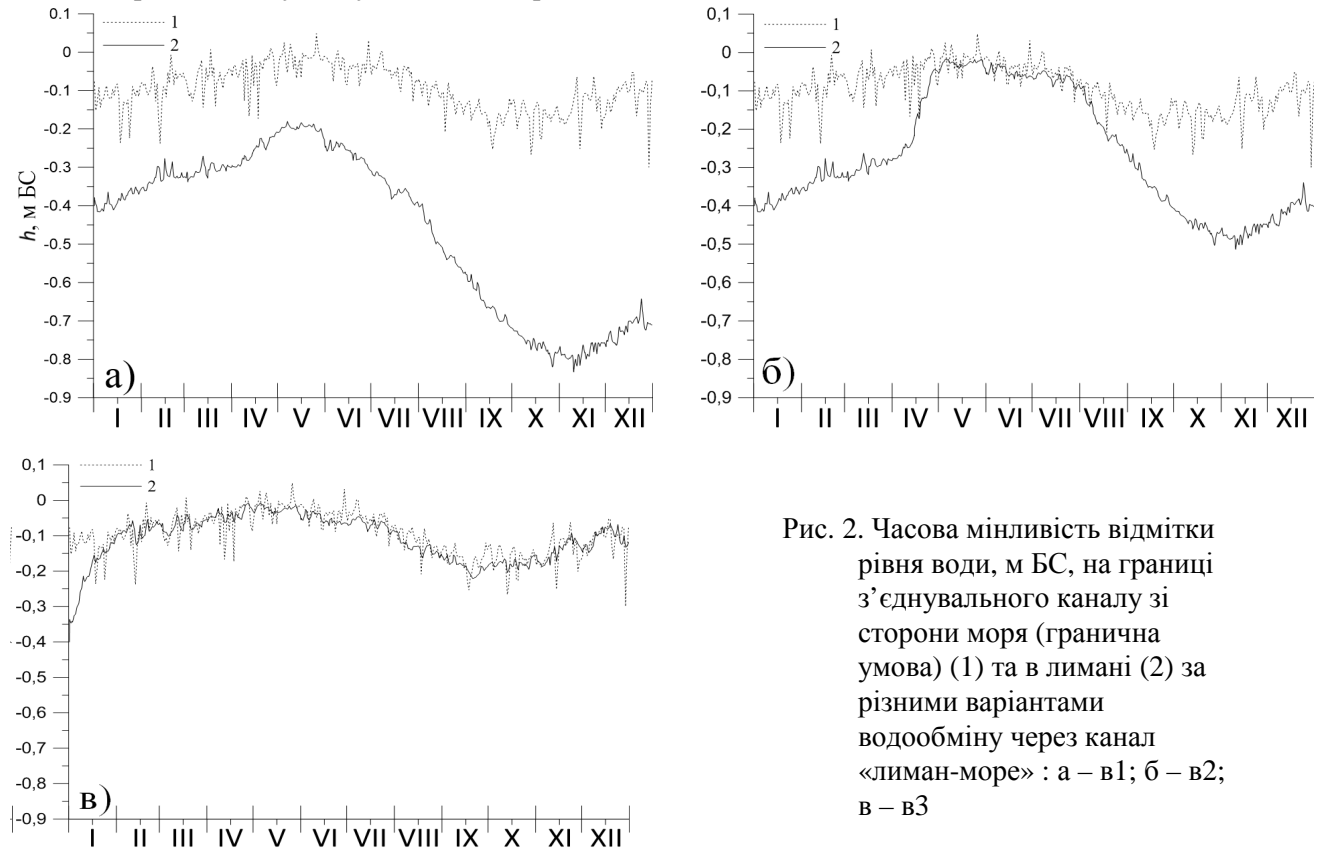 0,1
0
-0,1
-0,2
-0,3
-0,4
-0,5
-0,6
-0,7
-0,8
-0,9
h, м БС
1
2
а)
I II III IV V VI VII VIII IX X XI XII
0,1
0
-0,1
-0,2
-0,3
-0,4
-0,5
-0,6
-0,7
-0,8
-0,9
1
2
б)
I II III IV V VI VII VIII IX X XI XII
0,1
0
-0,1
-0,2
-0,3
-0,4
-0,5
-0,6
-0,7
-0,8
-0,9
1
2
в)
I II III IV V VI VII VIII IX X XI XII
Рис. 2. Часова мінливість відмітки
рівня води, м БС, на границі
з’єднувального каналу зі
сторони моря (гранична
умова) (1) та в лимані (2) за
різними варіантами
водообміну через канал
«лиман-море» : а – в1; б – в2;
в – в3